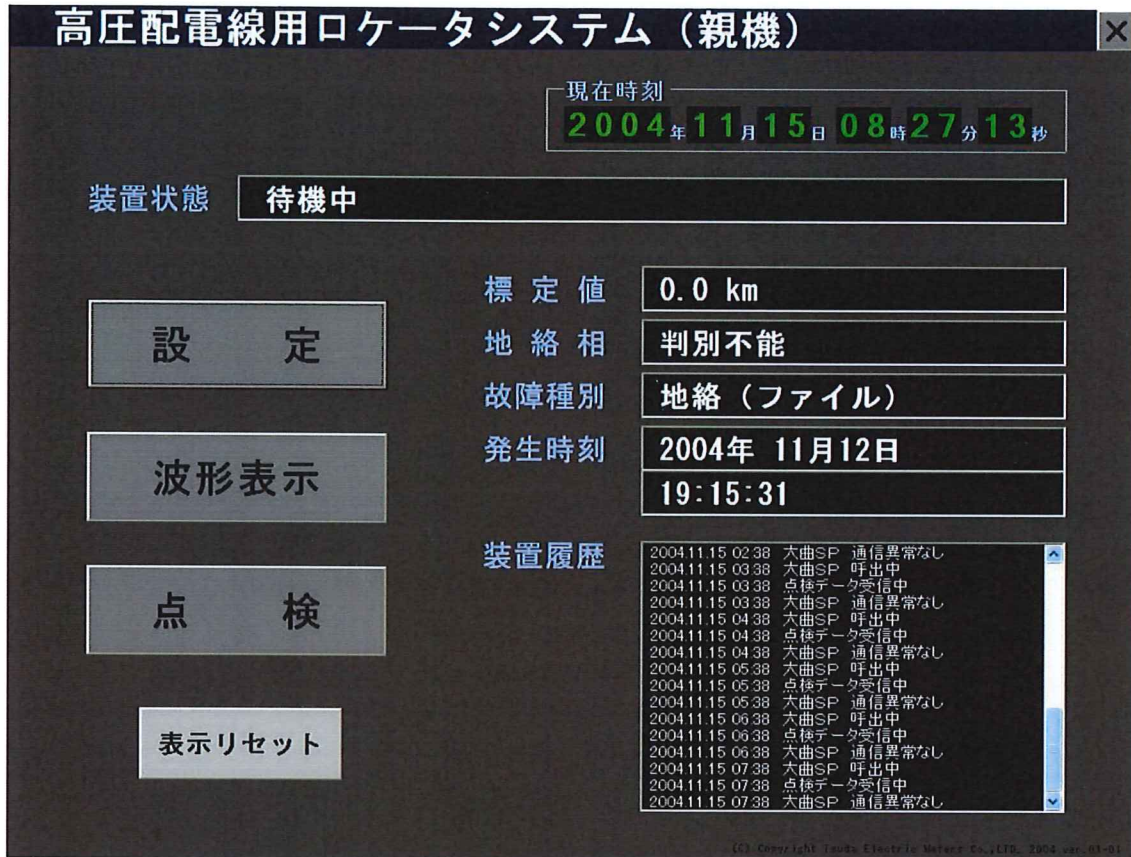 高圧配電線用ロケータシステム（親機）
現在時刻
2004年11月15日 08時27分13秒
装置状態 待機中
標定値 0.0 km
設定
地絡相 判別不能
故障種別 地絡（ファイル）
波形表示
発生時刻 2004年 11月12日
19:15:31
装置履歴
2004.11.15 02:38 大曲SP 通信異常なし
2004.11.15 03:38 大曲SP 呼出中
2004.11.15 03:38 点検データ受信中
2004.11.15 03:38 大曲SP 通信異常なし
2004.11.15 04:38 大曲SP 呼出中
2004.11.15 04:38 点検データ受信中
2004.11.15 04:38 大曲SP 通信異常なし
2004.11.15 05:38 大曲SP 呼出中
2004.11.15 05:38 点検データ受信中
2004.11.15 05:38 大曲SP 通信異常なし
2004.11.15 06:38 大曲SP 呼出中
2004.11.15 06:38 点検データ受信中
2004.11.15 06:38 大曲SP 通信異常なし
2004.11.15 07:38 大曲SP 呼出中
2004.11.15 07:38 点検データ受信中
2004.11.15 07:38 大曲SP 通信異常なし
点検
表示リセット
(C) Copyright Tsuda Electric Meters Co.,LTD. 2004 ver.01-01